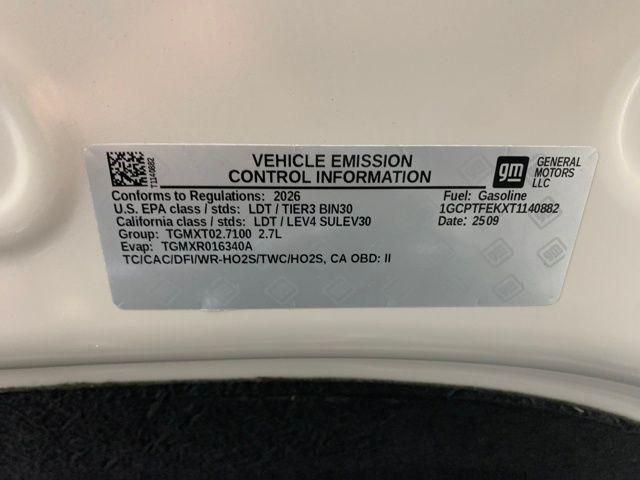 VEHICLE EMISSION
CONTROL INFORMATION
gm
GENERAL
MOTORS
LLC
T1140882
Conforms to Regulations: 2026
Fuel: Gasoline
U.S. EPA class / stds: LDT / TIER3 BIN30
1GCPTFEKXT1140882
California class / stds: LDT / LEV4 SULEV30
Date: 2509
Group: TGMXT02.7100 2.7L
Evap: TGMXR016340A
TC/CAC/DFI/WR-HO2S/TWC/HO2S, CA OBD: II